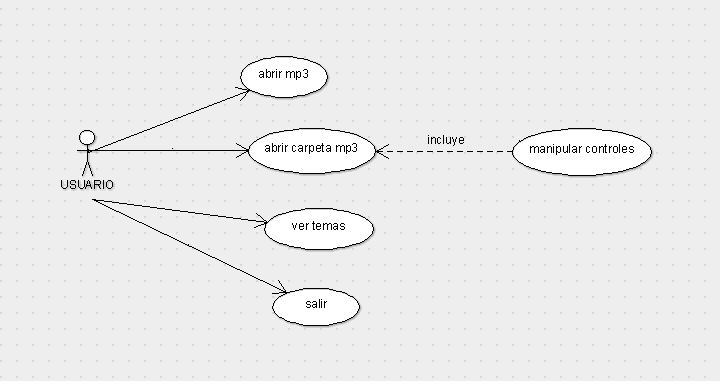 abrir mp3
abrir carpeta mp3
incluye
manipular controles
USUARIO
ver temas
salir